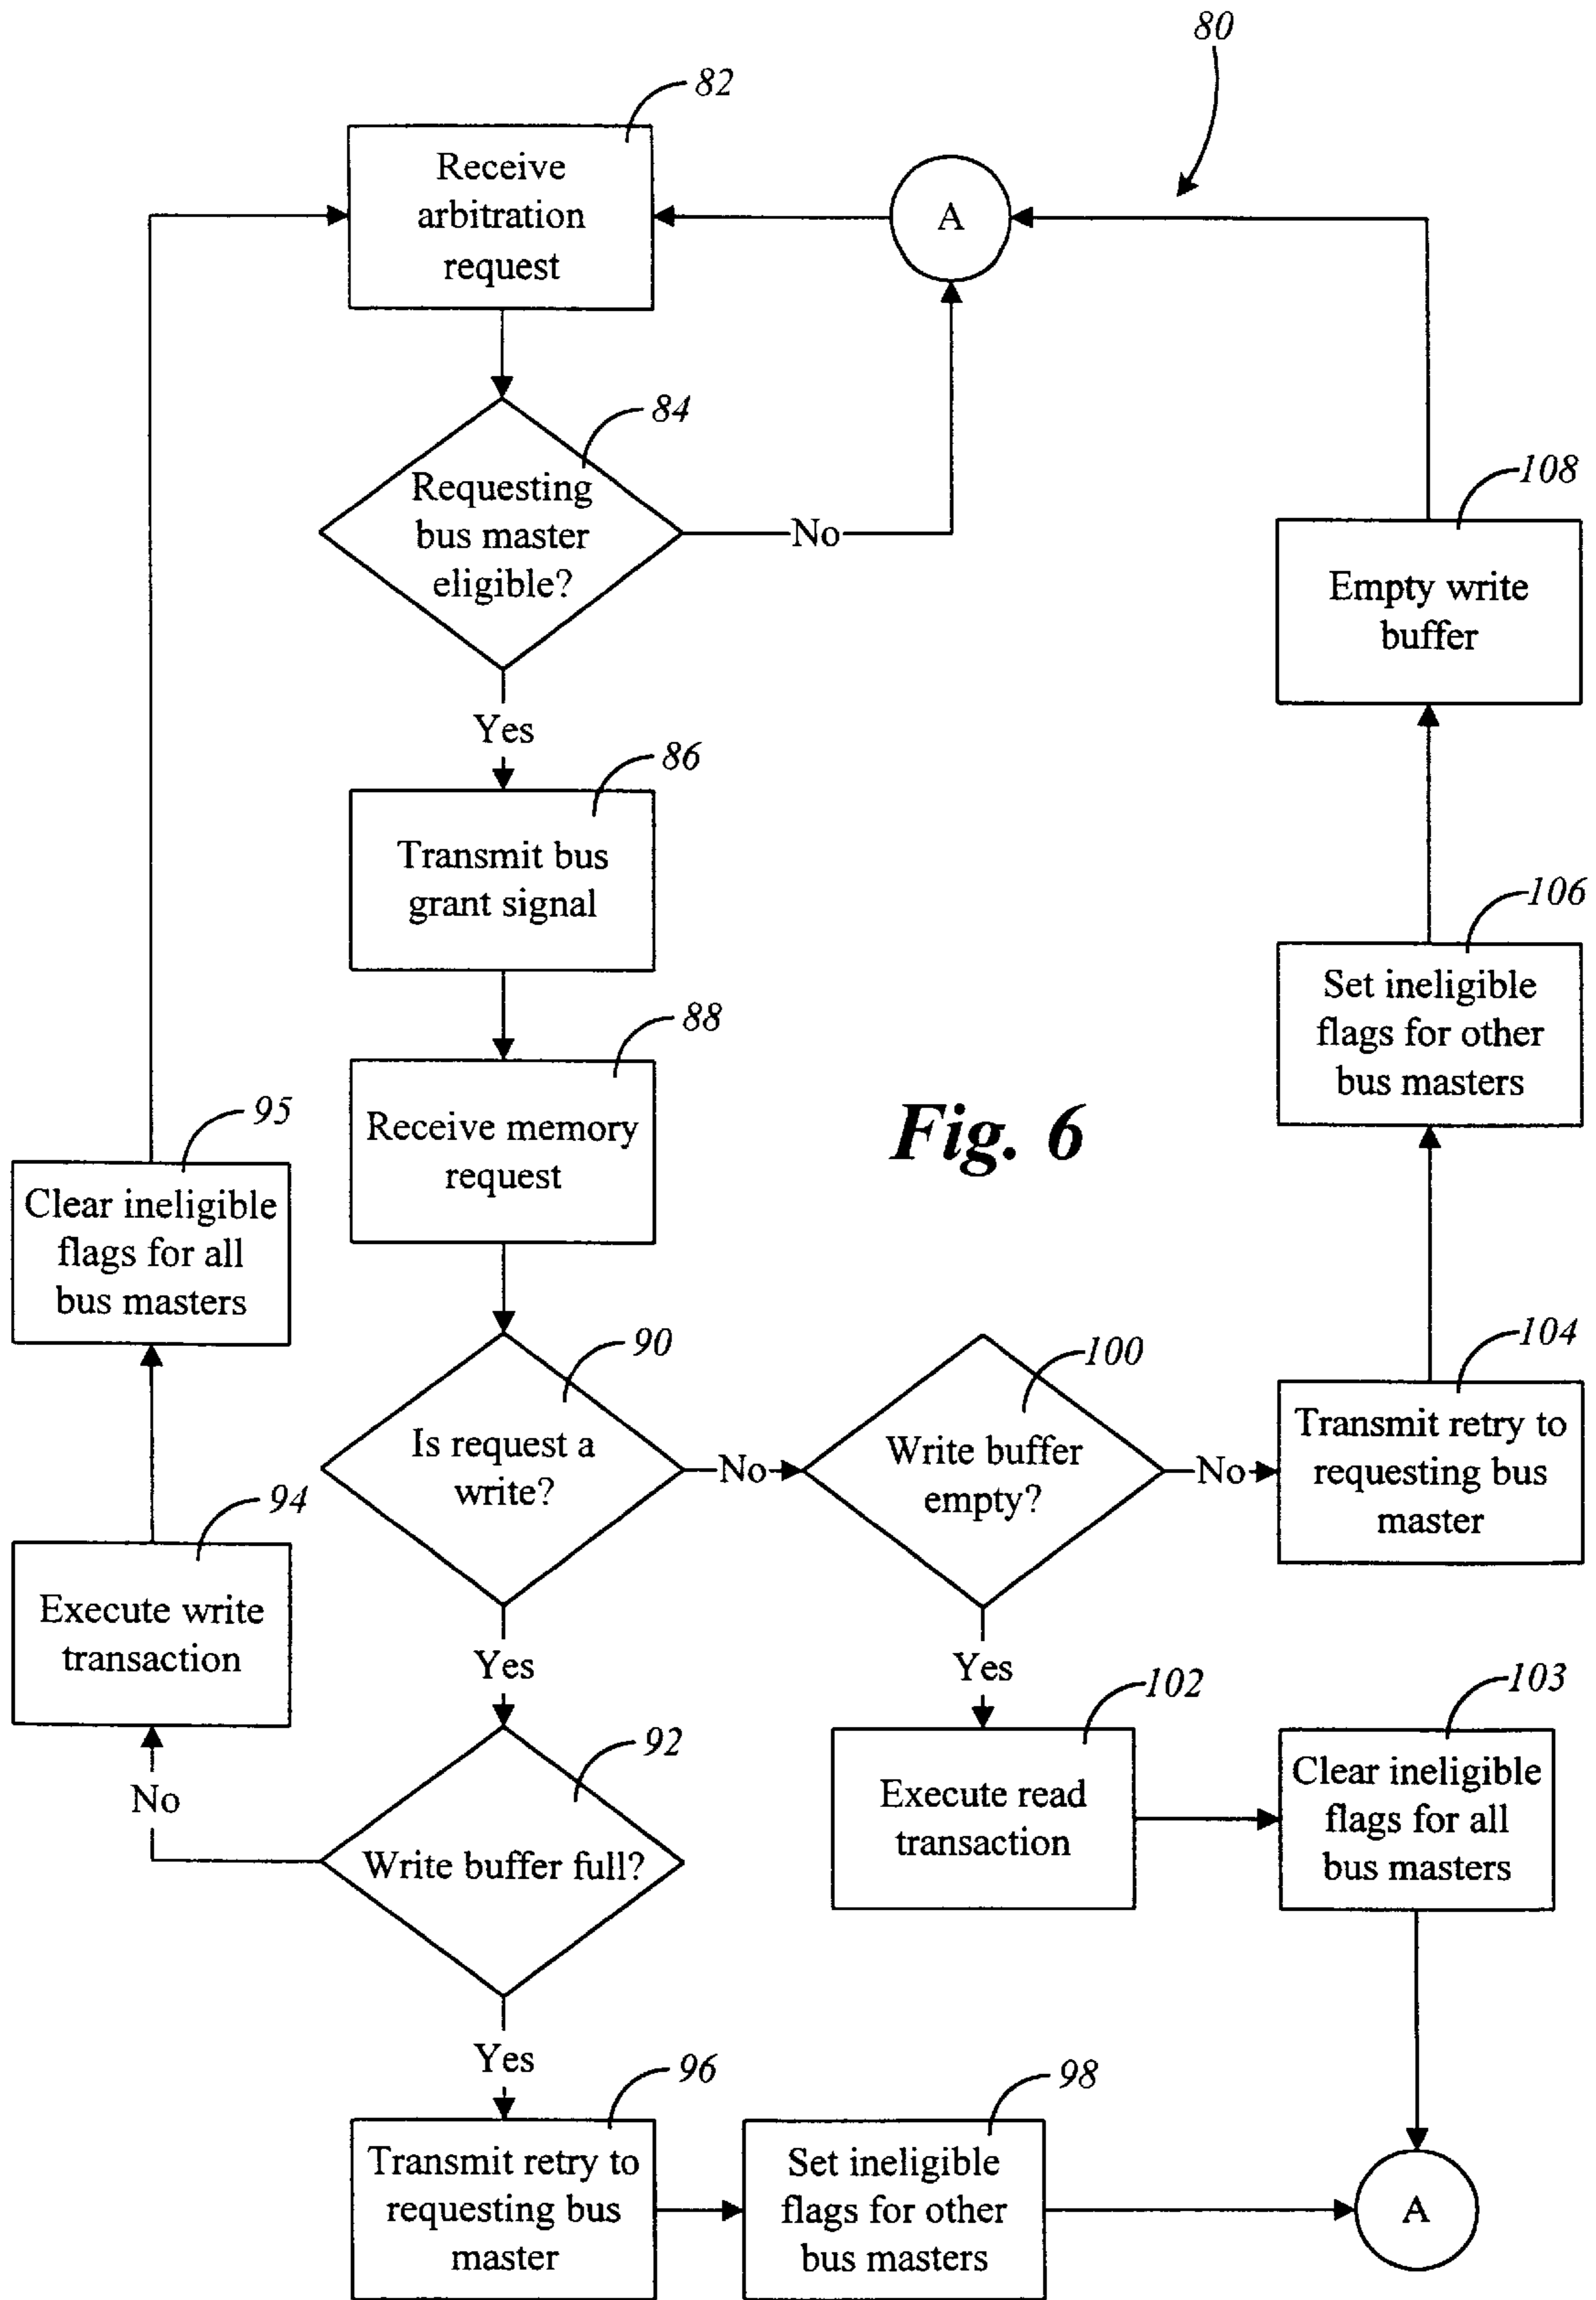 80
82
Receive
arbitration
request
A
84
Requesting
bus master
eligible?
No
108
Empty write
buffer
Yes
86
Transmit bus
grant signal
106
Set ineligible
flags for other
bus masters
88
Receive memory
request
Fig. 6
95
Clear ineligible
flags for all
bus masters
90
Is request a
write?
No
100
Write buffer
empty?
No
104
Transmit retry to
requesting bus
master
94
Execute write
transaction
Yes
Yes
102
Execute read
transaction
103
Clear ineligible
flags for all
bus masters
92
Write buffer full?
No
Yes
96
Transmit retry to
requesting bus
master
98
Set ineligible
flags for other
bus masters
A